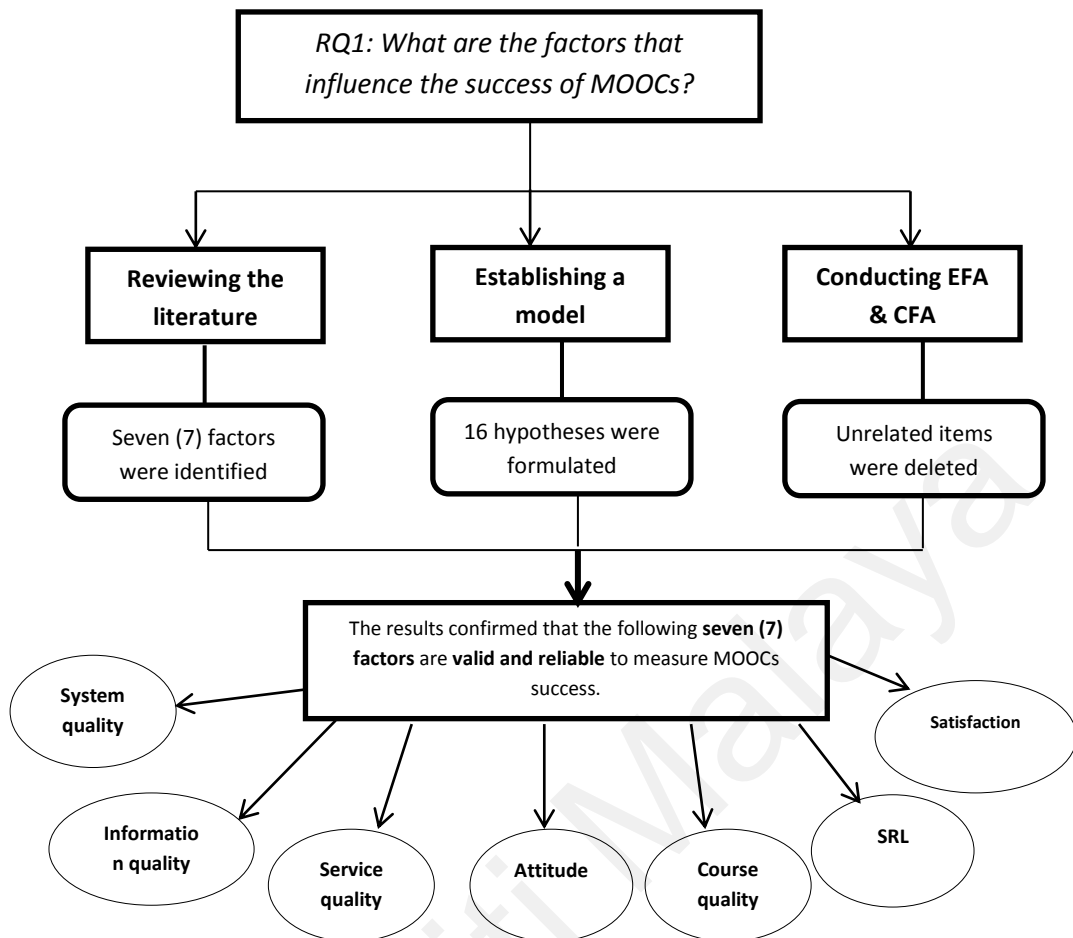 RQ1: What are the factors that
influence the success of MOOCs?
Reviewing the
literature
Establishing a
model
Conducting EFA
& CFA
Seven (7) factors
were identified
16 hypotheses were
formulated
Unrelated items
were deleted
The results confirmed that the following seven (7)
factors are valid and reliable to measure MOOCs
success.
System
quality
Informatio
n quality
Service
quality
Attitude
Course
quality
SRL
Satisfaction
Malaya